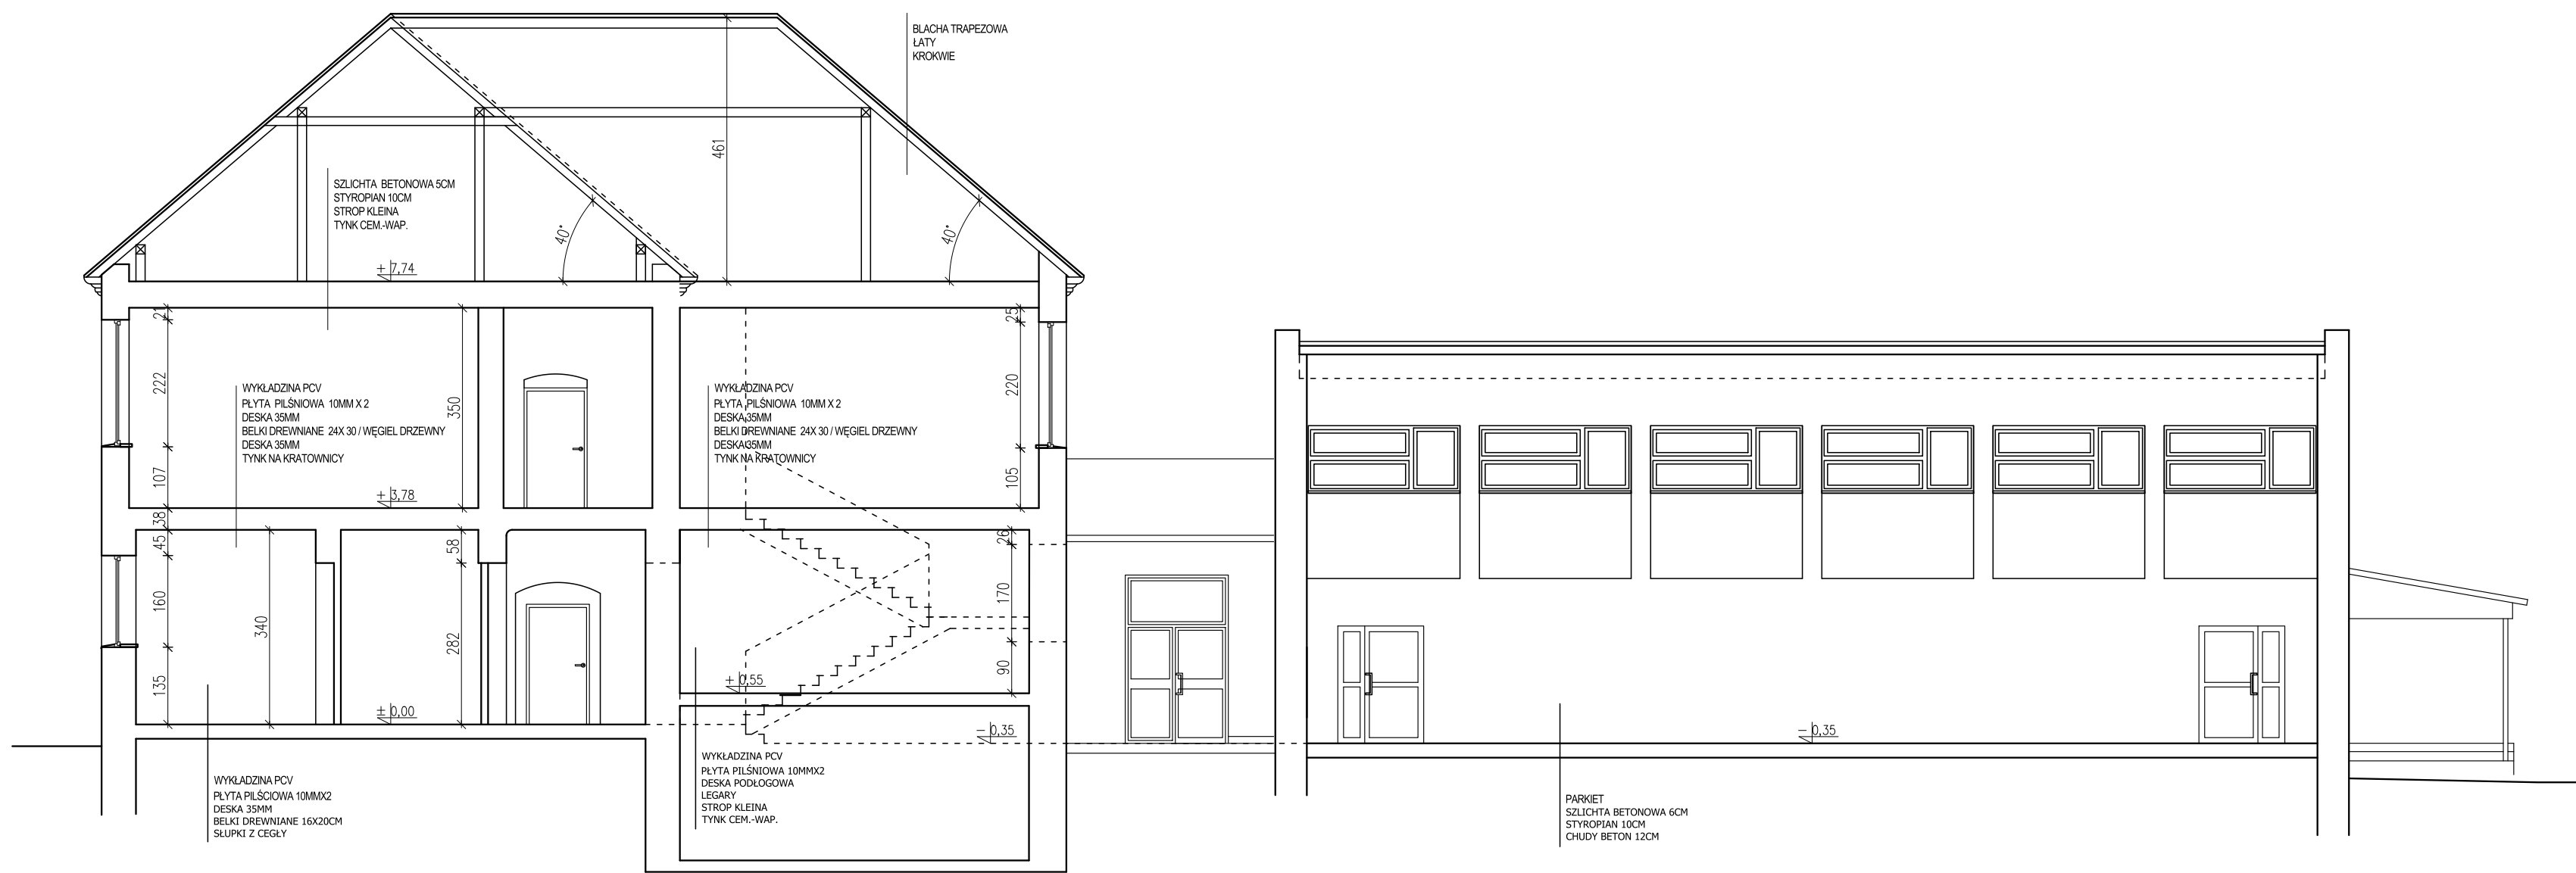 BLACHA TRAPEZOWA
ŁATY
KROKWIE
461
SZLICHTA BETONOWA 5CM
STYROPIAN 10CM
STROP KLEINA
TYNK CEM.-WAP.
40°
40°
+ 7,74
21
222
107
38
45
160
135
350
25
220
105
WYKŁADZINA PCV
PŁYTA PILŚNIOWA 10MM X 2
DESKA 35MM
BELKI DREWNIANE 24X 30 / WĘGIEL DRZEWNY
DESKA 35MM
TYNK NA KRATOWNICY
WYKŁADZINA PCV
PŁYTA PILŚNIOWA 10MM X 2
DESKA 35MM
BELKI DREWNIANE 24X 30 / WĘGIEL DRZEWNY
DESKA 35MM
TYNK NA KRATOWNICY
+ 3,78
340
58
282
26
170
90
+ 0,55
± 0,00
− 0,35
− 0,35
WYKŁADZINA PCV
PŁYTA PILŚNIOWA 10MMX2
DESKA PODŁOGOWA
LEGARY
STROP KLEINA
TYNK CEM.-WAP.
WYKŁADZINA PCV
PŁYTA PILŚCIOWA 10MMX2
DESKA 35MM
BELKI DREWNIANE 16X20CM
SŁUPKI Z CEGŁY
PARKIET
SZLICHTA BETONOWA 6CM
STYROPIAN 10CM
CHUDY BETON 12CM